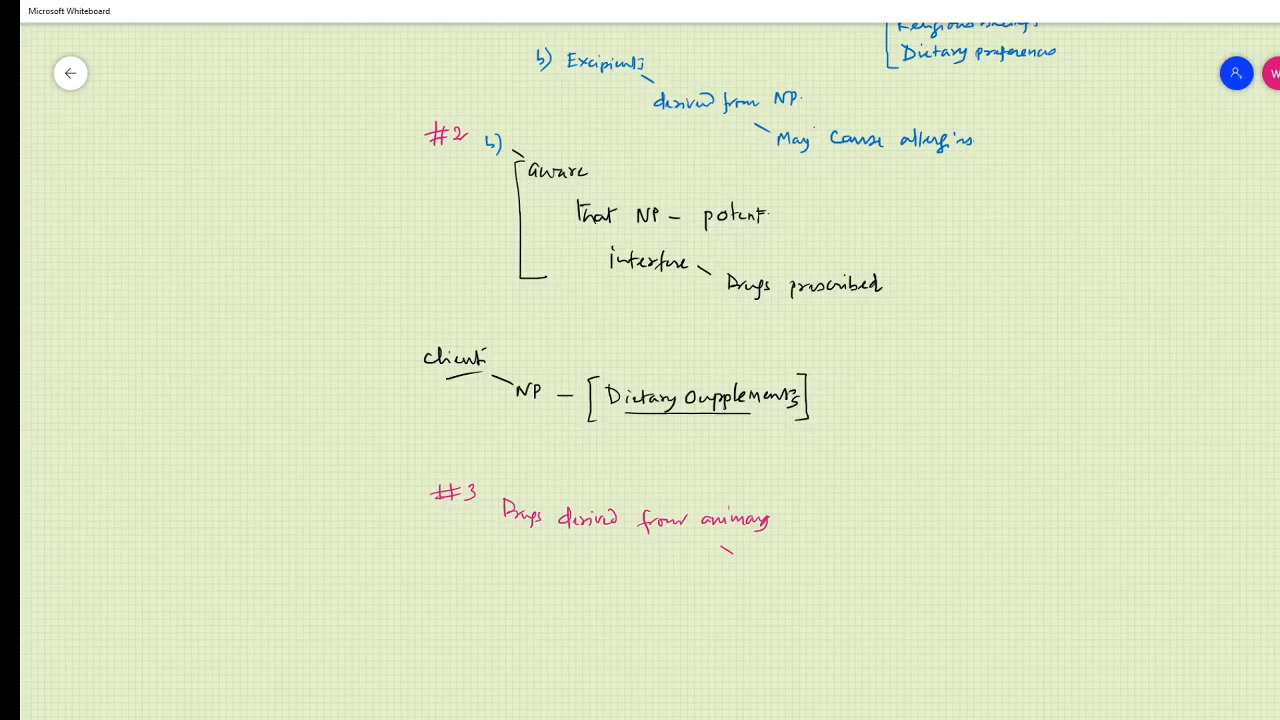 Microsoft Whiteboard
Dietary preferences
b) Excipients
derived from NP.
May cause allergies
#2 b)
aware
that NP - potent.
interfere
Drugs prescribed
Client
NP - [Dietary Supplements]
#3
Drugs derived from animals
W